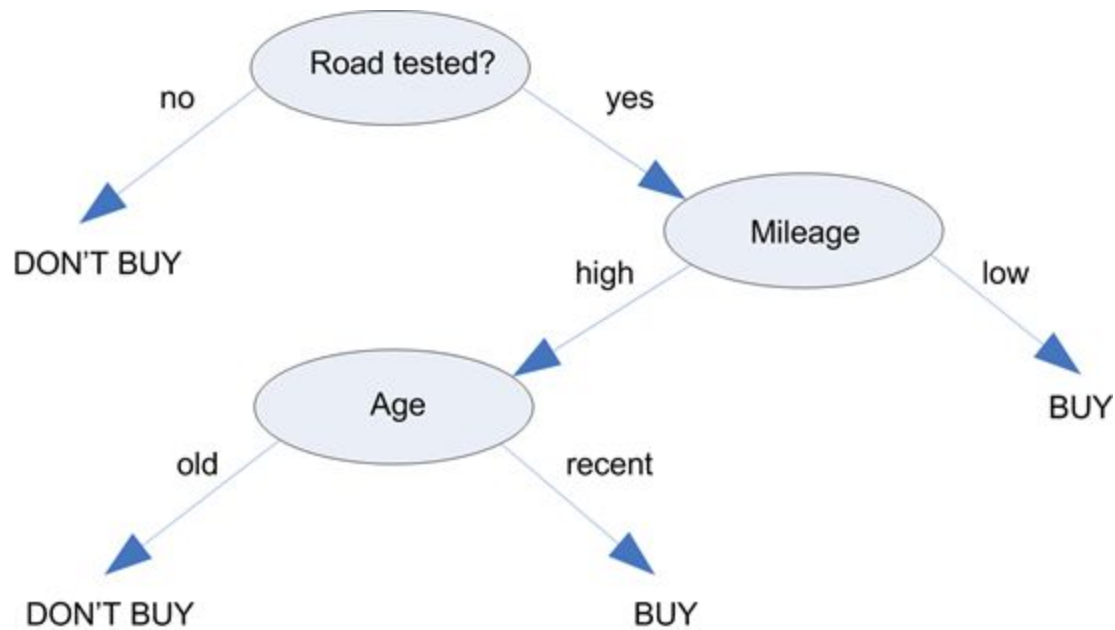 Road tested?
no
yes
Mileage
DON'T BUY
high
low
Age
BUY
old
recent
DON'T BUY
BUY